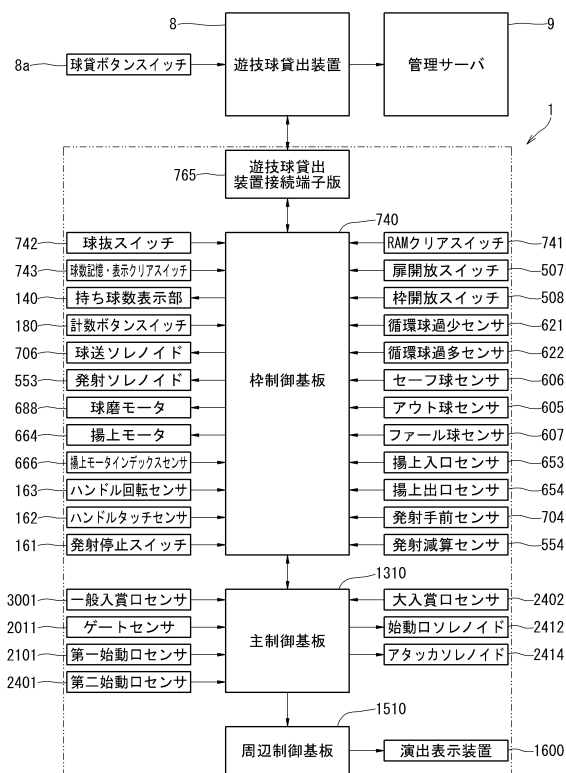 8
9
8a 球貸ボタンスイッチ
遊技球貸出装置
管理サーバ
1
765
遊技球貸出
装置接続端子版
740
742 球抜スイッチ
RAMクリアスイッチ 741
743 球数記憶・表示クリアスイッチ
扉開放スイッチ 507
140 持ち球数表示部
枠開放スイッチ 508
180 計数ボタンスイッチ
循環球過少センサ 621
706 球送ソレノイド
循環球過多センサ 622
553 発射ソレノイド
枠制御基板
セーフ球センサ 606
688 球磨モータ
アウト球センサ 605
664 揚上モータ
ファール球センサ 607
666 揚上モータインデックスセンサ
揚上入口センサ 653
163 ハンドル回転センサ
揚上出口センサ 654
162 ハンドルタッチセンサ
発射手前センサ 704
161 発射停止スイッチ
発射減算センサ 554
1310
3001 一般入賞口センサ
大入賞口センサ 2402
2011 ゲートセンサ
主制御基板
始動口ソレノイド 2412
2101 第一始動口センサ
アタッカソレノイド 2414
2401 第二始動口センサ
1510
周辺制御基板
演出表示装置 1600